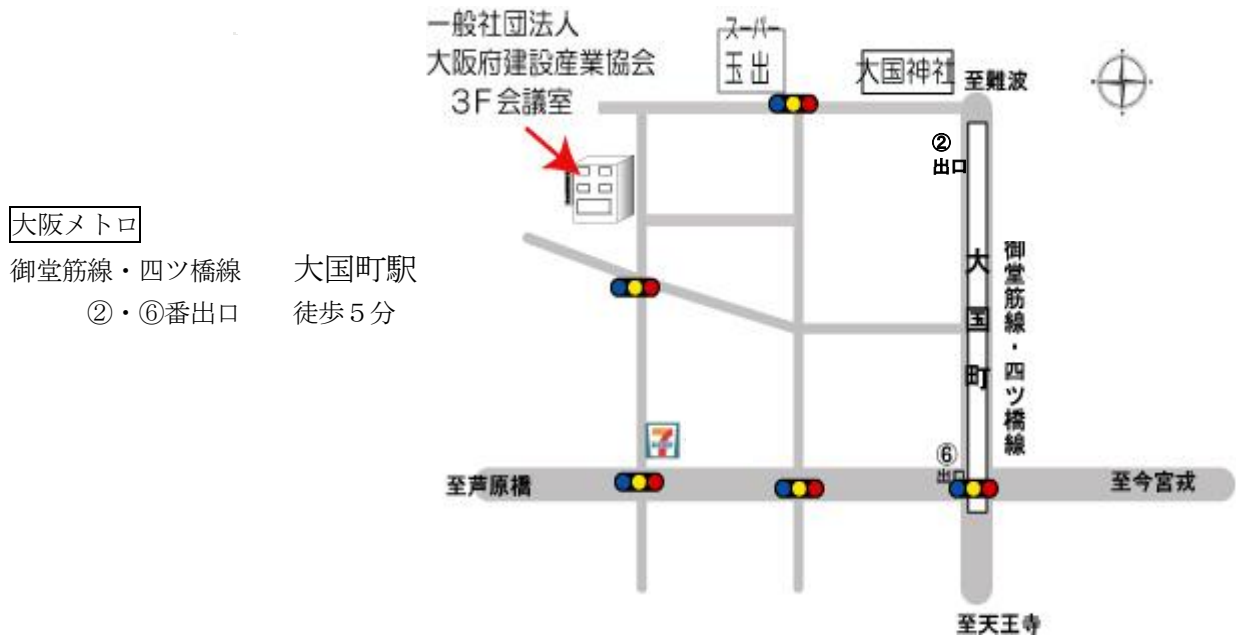 一般社団法人
大阪府建設産業協会
3F会議室
スーパー
玉出
大国神社
至難波
②
出口
大阪メトロ
御堂筋線・四ツ橋線 大国町駅
②・⑥番出口 徒歩５分
大国町
御堂筋線・四ツ橋線
7
⑥
出口
至芦原橋
至今宮戎
至天王寺